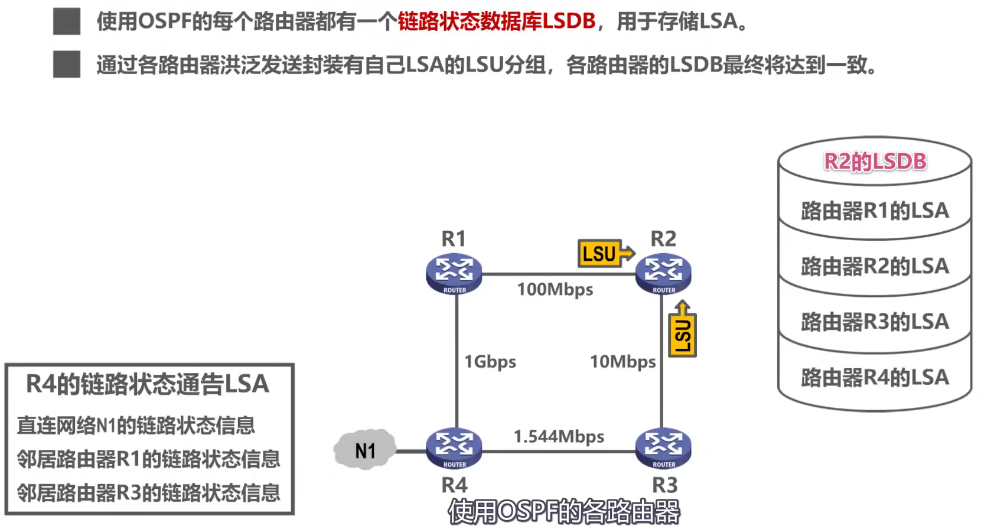 使用OSPF的每个路由器都有一个链路状态数据库LSDB，用于存储LSA。
通过各路由器洪泛发送封装有自己LSA的LSU分组，各路由器的LSDB最终将达到一致。
R2的LSDB
路由器R1的LSA
路由器R2的LSA
路由器R3的LSA
路由器R4的LSA
R1
LSU
R2
ROUTER
100Mbps
ROUTER
LSU
1Gbps
10Mbps
R4的链路状态通告LSA
直连网络N1的链路状态信息
邻居路由器R1的链路状态信息
邻居路由器R3的链路状态信息
N1
1.544Mbps
ROUTER
ROUTER
R4
R3
使用OSPF的各路由器